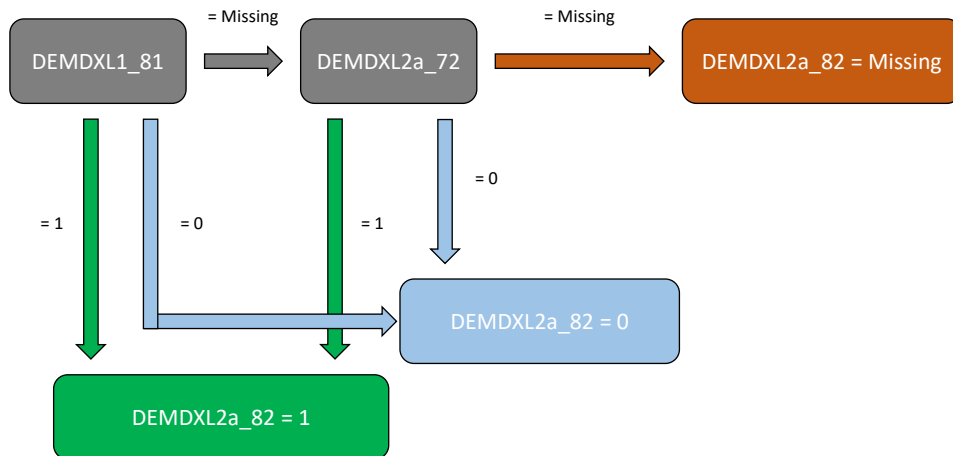 = Missing
= Missing
DEMDXL1_81
DEMDXL2a_72
DEMDXL2a_82 = Missing
= 0
= 1
= 0
= 1
DEMDXL2a_82 = 0
DEMDXL2a_82 = 1